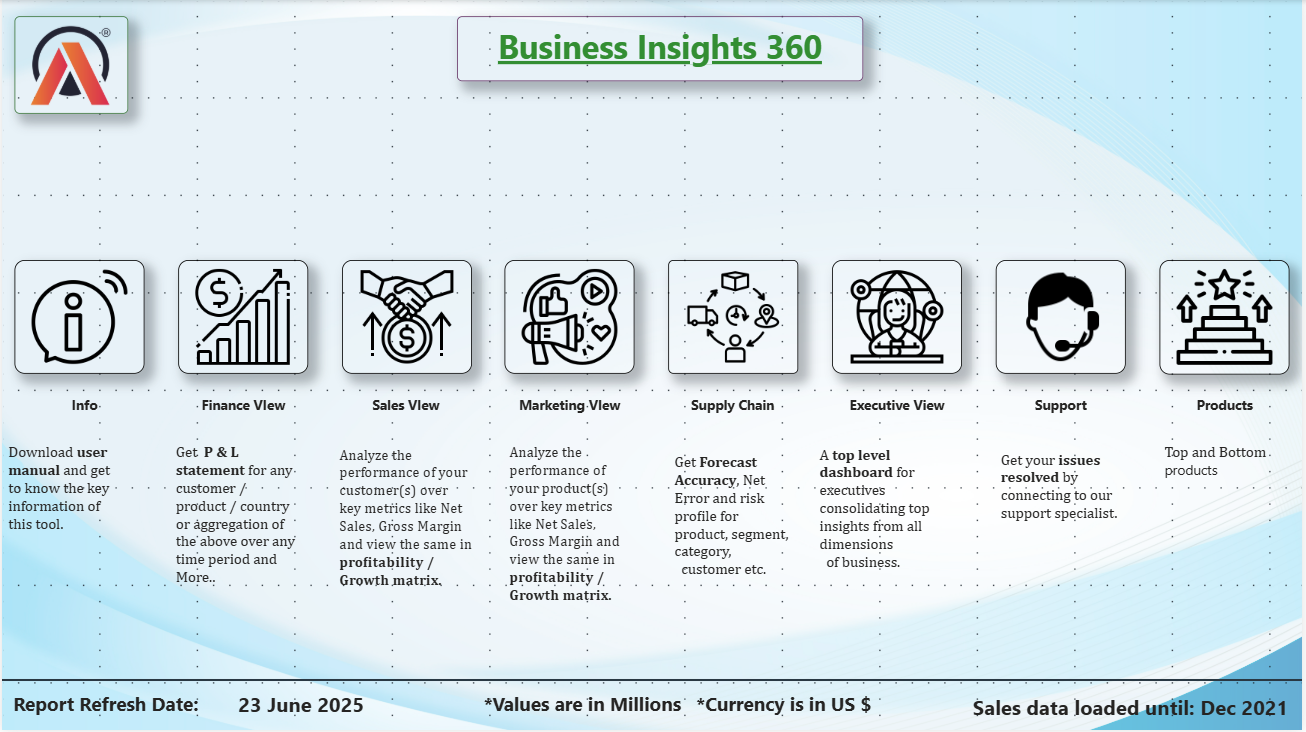 ®
Business Insights 360
Info
Finance VIew
Sales VIew
Marketing VIew
Supply Chain
Executive View
Support
Products
Download user
manual and get
to know the key
information of
this tool.
Get P & L
statement for any
customer /
product / country
or aggregation of
the above over any
time period and
More..
Analyze the
performance of your
customer(s) over
key metrics like Net
Sales, Gross Margin
and view the same in
profitability /
Growth matrix.
Analyze the
performance of
your product(s)
over key metrics
like Net Sales,
Gross Margin and
view the same in
profitability /
Growth matrix.
Get Forecast
Accuracy, Net
Error and risk
profile for
product, segment,
category,
customer etc.
A top level
dashboard for
executives
consolidating top
insights from all
dimensions
of business.
Get your issues
resolved by
connecting to our
support specialist.
Top and Bottom
products
Report Refresh Date: 23 June 2025 *Values are in Millions *Currency is in US $ Sales data loaded until: Dec 2021